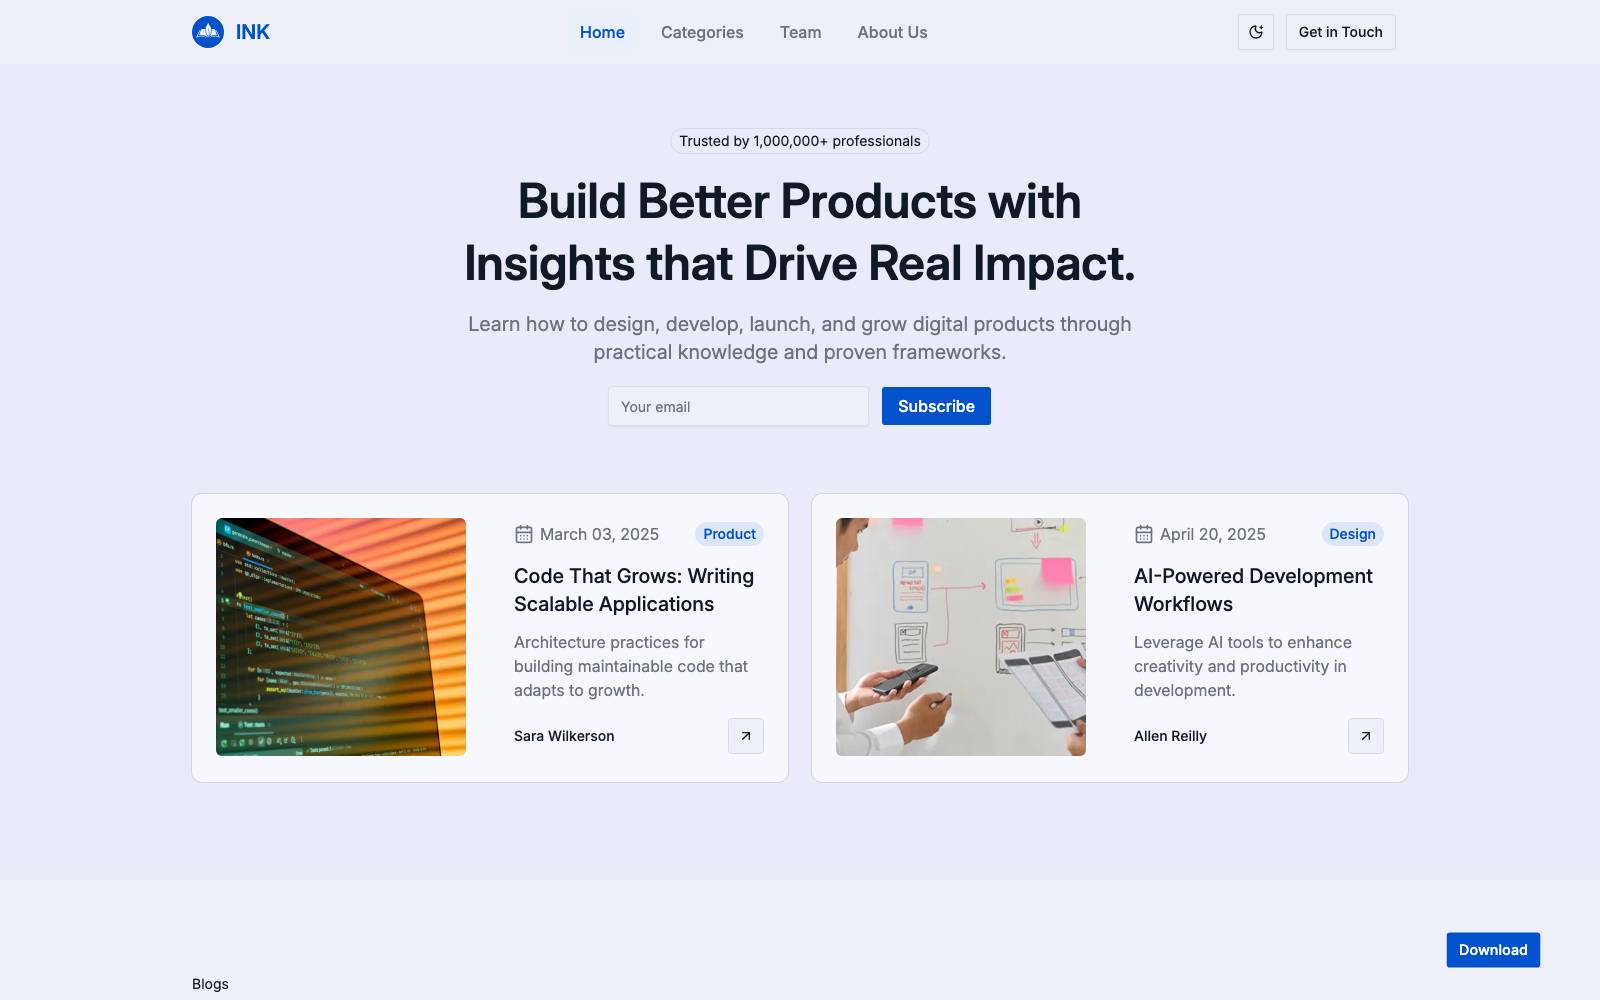 INK
Home
Categories
Team
About Us
Get in Touch
Trusted by 1,000,000+ professionals
Build Better Products with
Insights that Drive Real Impact.
Learn how to design, develop, launch, and grow digital products through
practical knowledge and proven frameworks.
Your email
Subscribe
March 03, 2025
Product
Code That Grows: Writing
Scalable Applications
Architecture practices for
building maintainable code that
adapts to growth.
Sara Wilkerson
April 20, 2025
Design
AI-Powered Development
Workflows
Leverage AI tools to enhance
creativity and productivity in
development.
Allen Reilly
Download
Blogs